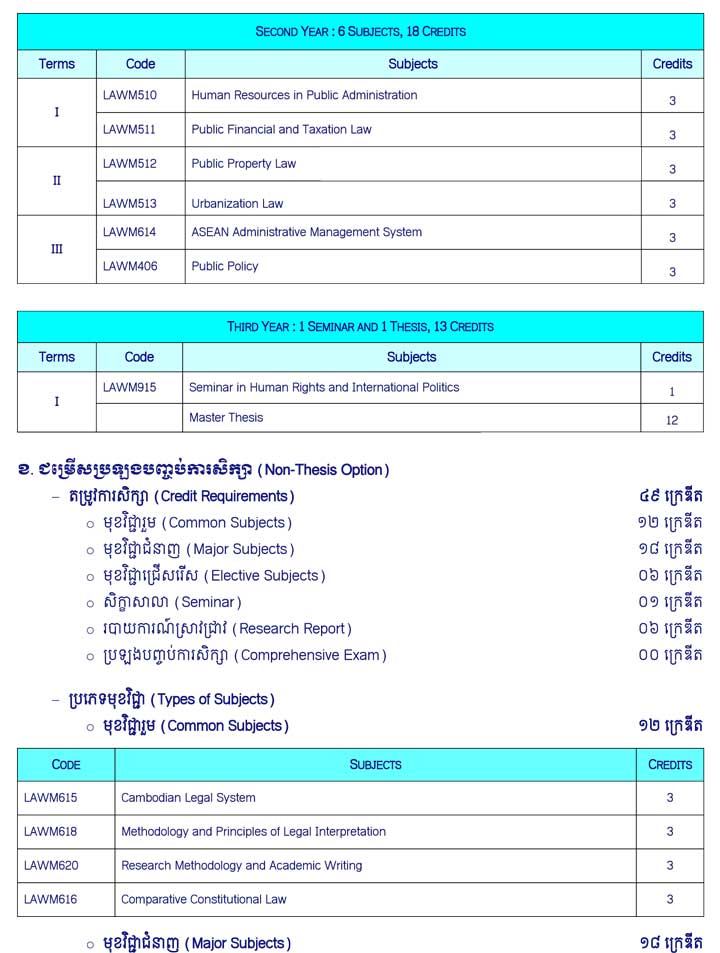 SECOND YEAR : 6 SUBJECTS, 18 CREDITS
Terms Code Subjects Credits
I LAWM510 Human Resources in Public Administration 3
LAWM511 Public Financial and Taxation Law 3
II LAWM512 Public Property Law 3
LAWM513 Urbanization Law 3
III LAWM614 ASEAN Administrative Management System 3
LAWM406 Public Policy 3
THIRD YEAR : 1 SEMINAR AND 1 THESIS, 13 CREDITS
Terms Code Subjects Credits
I LAWM915 Seminar in Human Rights and International Politics 1
Master Thesis 12
ខ. ជម្រើសប្រឡងបញ្ចប់ការសិក្សា (Non-Thesis Option)
– តម្រូវការសិក្សា (Credit Requirements) ៤៩ ក្រេឌីត
o មុខវិជ្ជារួម (Common Subjects) ១២ ក្រេឌីត
o មុខវិជ្ជាជំនាញ (Major Subjects) ១៨ ក្រេឌីត
o មុខវិជ្ជាជ្រើសរើស (Elective Subjects) ០៦ ក្រេឌីត
o សិក្ខាសាលា (Seminar) ០១ ក្រេឌីត
o របាយការណ៍ស្រាវជ្រាវ (Research Report) ០៦ ក្រេឌីត
o ប្រឡងបញ្ចប់ការសិក្សា (Comprehensive Exam) ០០ ក្រេឌីត
– ប្រភេទមុខវិជ្ជា (Types of Subjects)
o មុខវិជ្ជារួម (Common Subjects) ១២ ក្រេឌីត
CODE SUBJECTS CREDITS
LAWM615 Cambodian Legal System 3
LAWM618 Methodology and Principles of Legal Interpretation 3
LAWM620 Research Methodology and Academic Writing 3
LAWM616 Comparative Constitutional Law 3
o មុខវិជ្ជាជំនាញ (Major Subjects) ១៨ ក្រេឌីត